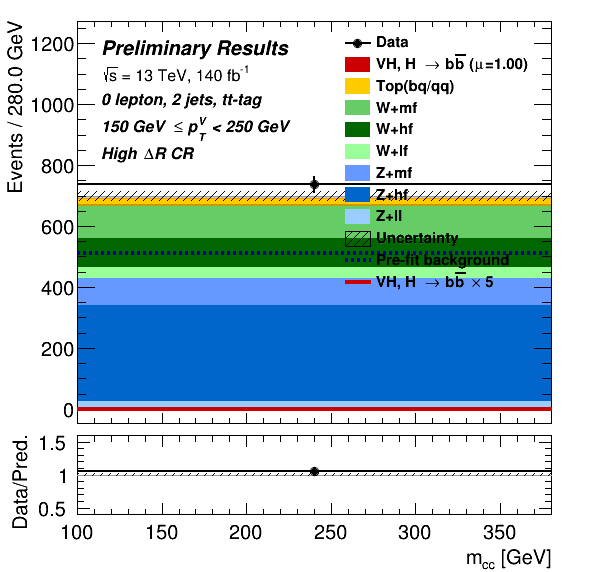 Events / 280.0 GeV
1200
1000
800
600
400
200
0
Preliminary Results
√s = 13 TeV, 140 fb⁻¹
0 lepton, 2 jets, tt-tag
150 GeV ≤ p_T^V < 250 GeV
High ΔR CR
Data
VH, H → bb̅ (μ=1.00)
Top(bq/qq)
W+mf
W+hf
W+lf
Z+mf
Z+hf
Z+ll
Uncertainty
Pre-fit background
VH, H → bb̅ × 5
Data/Pred.
1.5
1
0.5
100 150 200 250 300 350
m_cc [GeV]